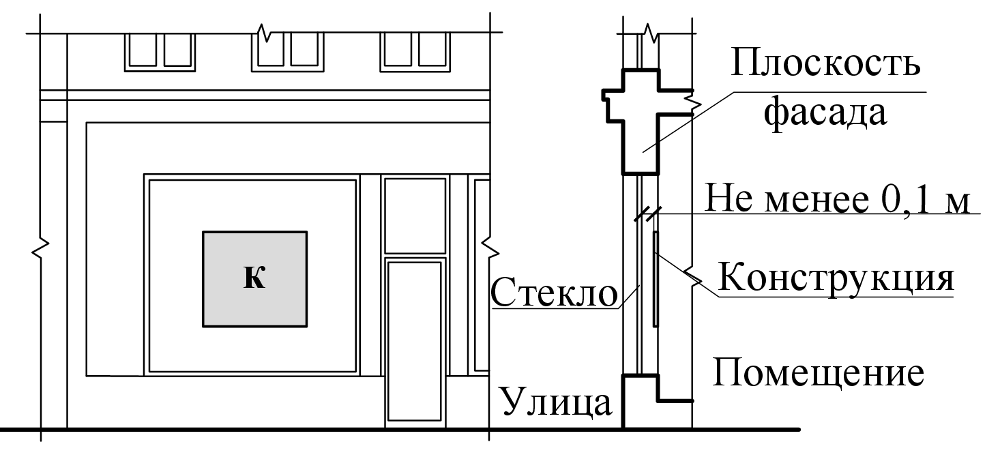 Плоскость
фасада
Не менее 0,1 м
К
Конструкция
Стекло
Помещение
Улица